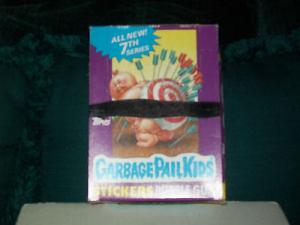 ALL NEW!
7TH
SERIES
TOPPS
GARBAGE PAIL KIDS
STICKERS BUBBLE GUM